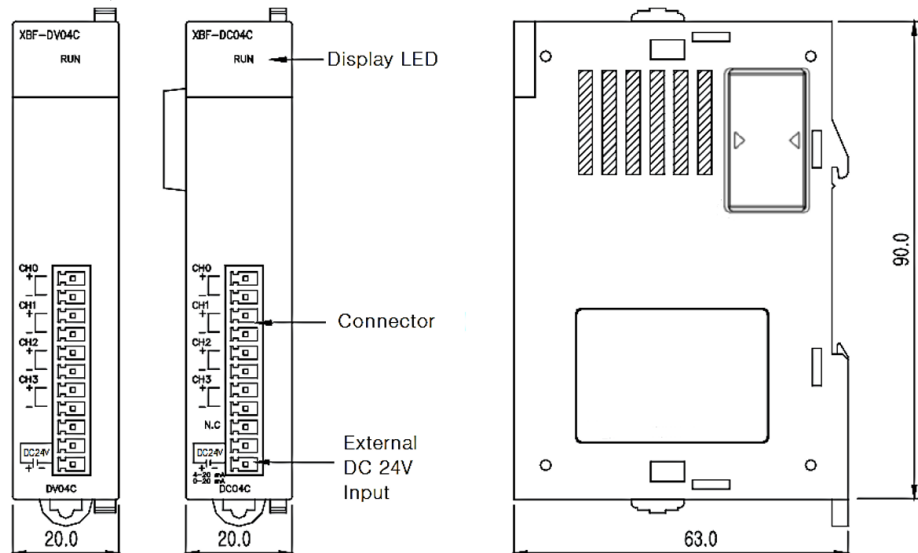 XBF-DV04C
RUN
CH0
+
−
CH1
+
−
CH2
+
−
CH3
+
−
DC24V
+ −
DV04C
20.0
XBF-DC04C
RUN
CH0
+
−
CH1
+
−
CH2
+
−
CH3
+
−
N.C
DC24V
+ −
4~20 mA
0~20 mA
DC04C
20.0
Display LED
Connector
External
DC 24V
Input
90.0
63.0